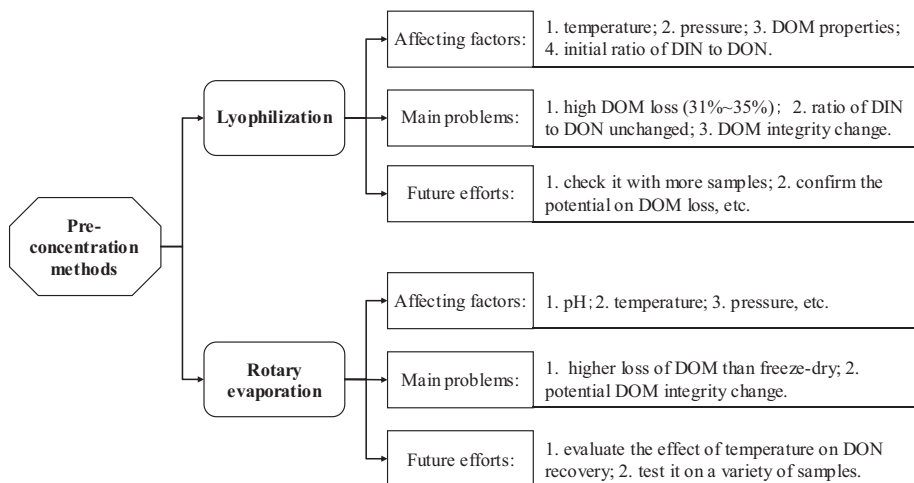 Pre-
concentration
methods
Lyophilization
Affecting factors:
1. temperature; 2. pressure; 3. DOM properties;
4. initial ratio of DIN to DON.
Main problems:
1. high DOM loss (31%~35%); 2. ratio of DIN
to DON unchanged; 3. DOM integrity change.
Future efforts:
1. check it with more samples; 2. confirm the
potential on DOM loss, etc.
Rotary
evaporation
Affecting factors:
1. pH; 2. temperature; 3. pressure, etc.
Main problems:
1. higher loss of DOM than freeze-dry; 2.
potential DOM integrity change.
Future efforts:
1. evaluate the effect of temperature on DON
recovery; 2. test it on a variety of samples.